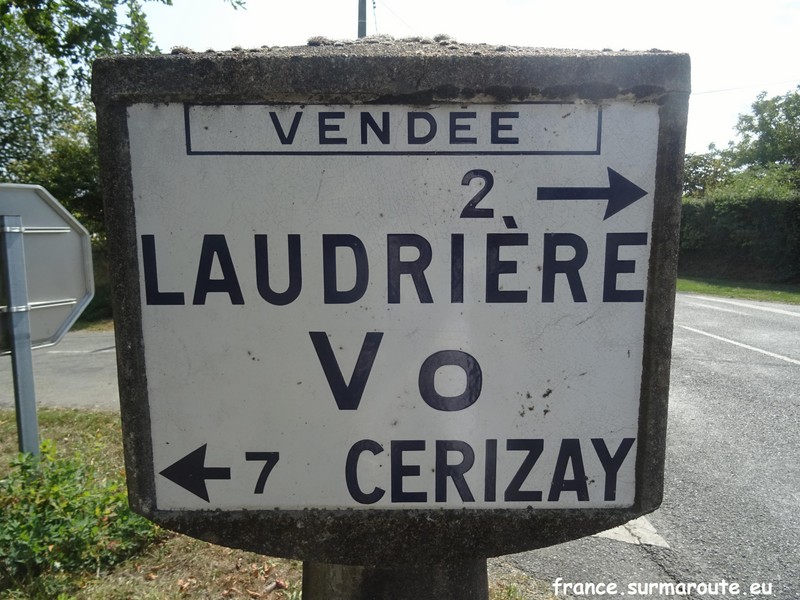 VENDEE
2
LAUDRIÈRE
Vo
7 CERIZAY
france.surmaroute.eu